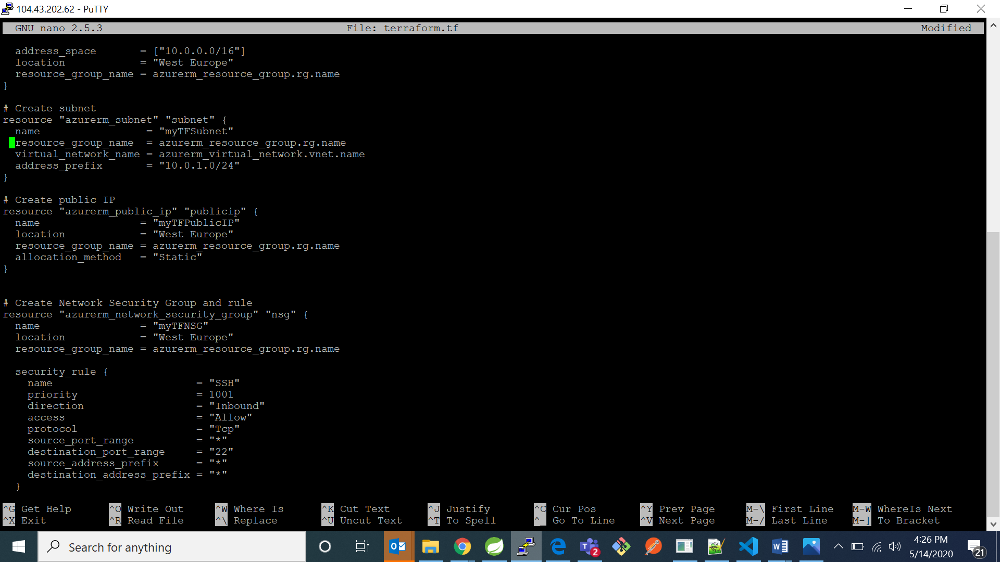 104.43.202.62 - PuTTY
GNU nano 2.5.3 File: terraform.tf Modified
address_space = ["10.0.0.0/16"]
location = "West Europe"
resource_group_name = azurerm_resource_group.rg.name
}
# Create subnet
resource "azurerm_subnet" "subnet" {
name = "myTFSubnet"
resource_group_name = azurerm_resource_group.rg.name
virtual_network_name = azurerm_virtual_network.vnet.name
address_prefix = "10.0.1.0/24"
}
# Create public IP
resource "azurerm_public_ip" "publicip" {
name = "myTFPublicIP"
location = "West Europe"
resource_group_name = azurerm_resource_group.rg.name
allocation_method = "Static"
}
# Create Network Security Group and rule
resource "azurerm_network_security_group" "nsg" {
name = "myTFNSG"
location = "West Europe"
resource_group_name = azurerm_resource_group.rg.name
security_rule {
name = "SSH"
priority = 1001
direction = "Inbound"
access = "Allow"
protocol = "Tcp"
source_port_range = "*"
destination_port_range = "22"
source_address_prefix = "*"
destination_address_prefix = "*"
}
^G Get Help ^O Write Out ^W Where Is ^K Cut Text ^J Justify ^C Cur Pos ^Y Prev Page M-\ First Line M-W WhereIs Next
^X Exit ^R Read File ^\ Replace ^U Uncut Text ^T To Spell ^_ Go To Line ^V Next Page M-/ Last Line M-] To Bracket
Search for anything
2
4:26 PM
5/14/2020
21